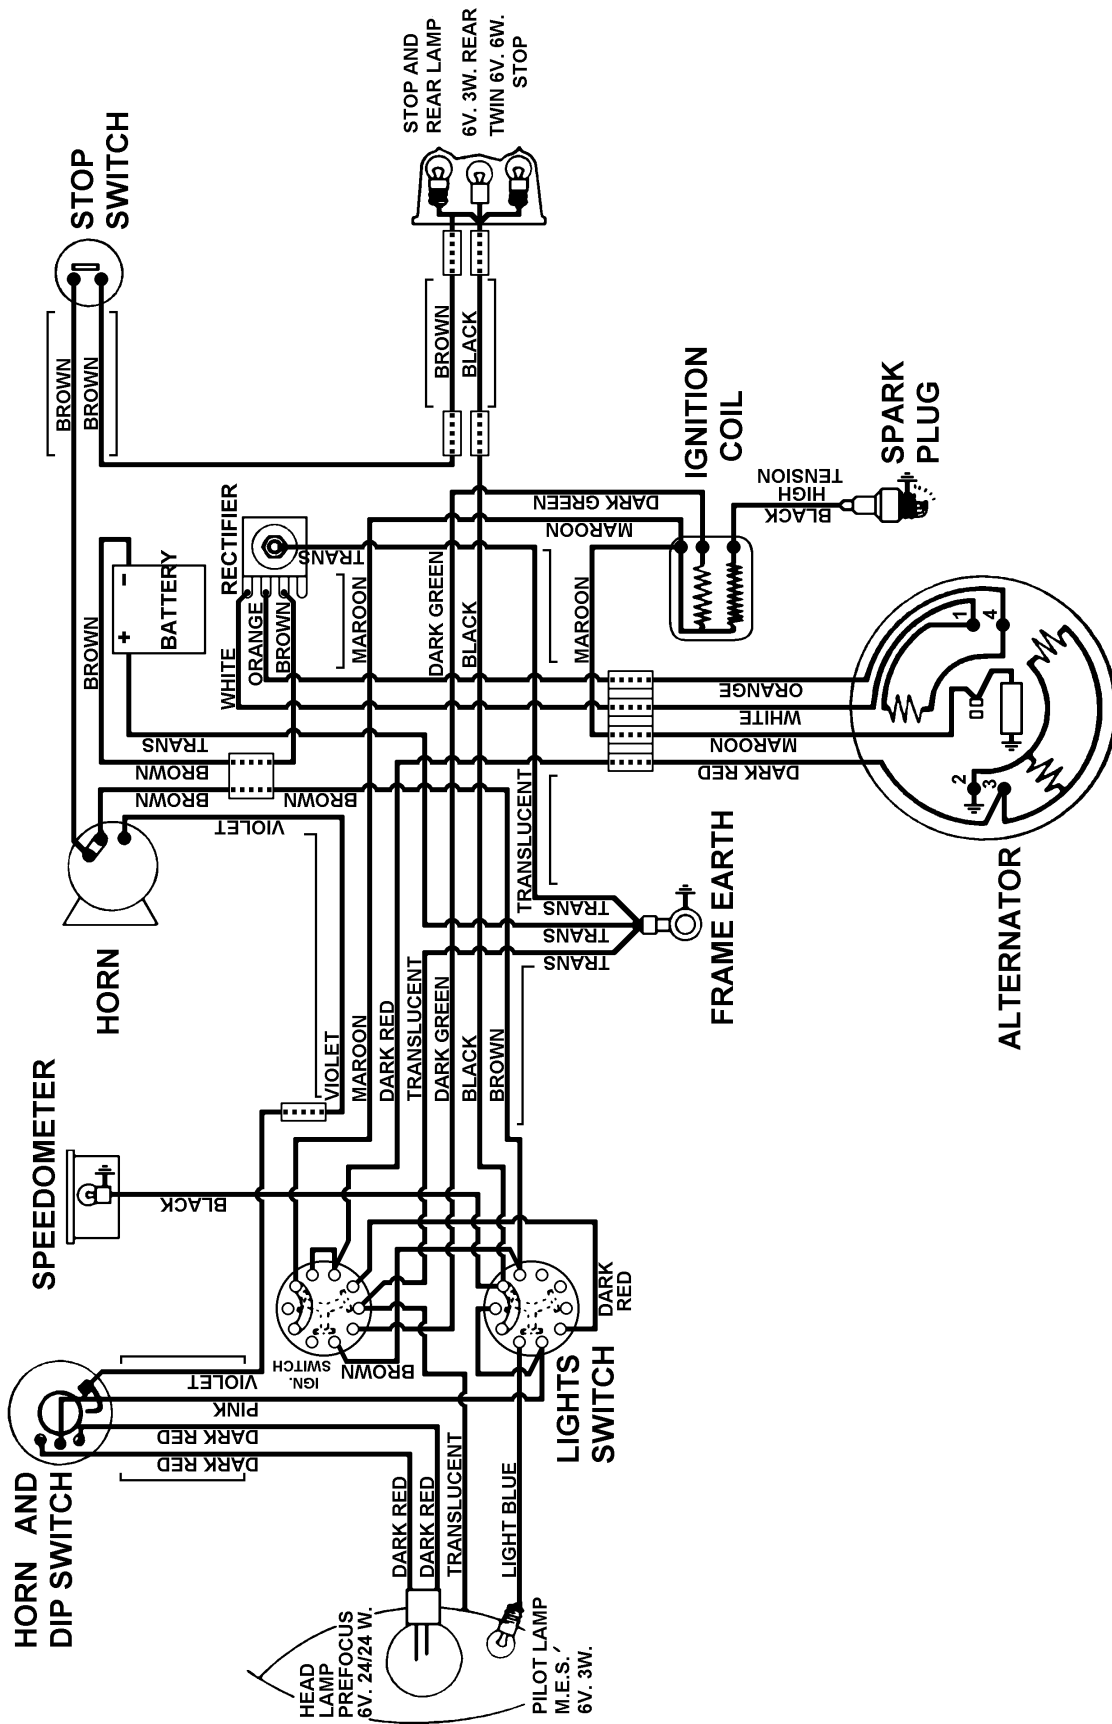 STOP
SWITCH
STOP AND
REAR LAMP
6V. 3W. REAR
TWIN 6V. 6W.
STOP
BROWN
BROWN
BROWN
BLACK
RECTIFIER
TRANS
BATTERY
+
-
BROWN
WHITE
ORANGE
BROWN
MAROON
DARK GREEN
BLACK
DARK GREEN
MAROON
MAROON
IGNITION
COIL
BLACK
HIGH
TENSION
SPARK
PLUG
ORANGE
WHITE
MAROON
DARK RED
1
4
2
3
ALTERNATOR
TRANS
BROWN
BROWN
BROWN
VIOLET
HORN
TRANSLUCENT
TRANS
TRANS
TRANS
FRAME EARTH
VIOLET
MAROON
DARK RED
TRANSLUCENT
DARK GREEN
BLACK
BROWN
SPEEDOMETER
BLACK
IGN.
SWITCH
BROWN
DARK
RED
LIGHTS
SWITCH
HORN AND
DIP SWITCH
VIOLET
PINK
DARK RED
DARK RED
DARK RED
DARK RED
TRANSLUCENT
LIGHT BLUE
HEAD
LAMP
PREFOCUS
6V. 24/24 W.
PILOT LAMP
M.E.S.
6V. 3W.